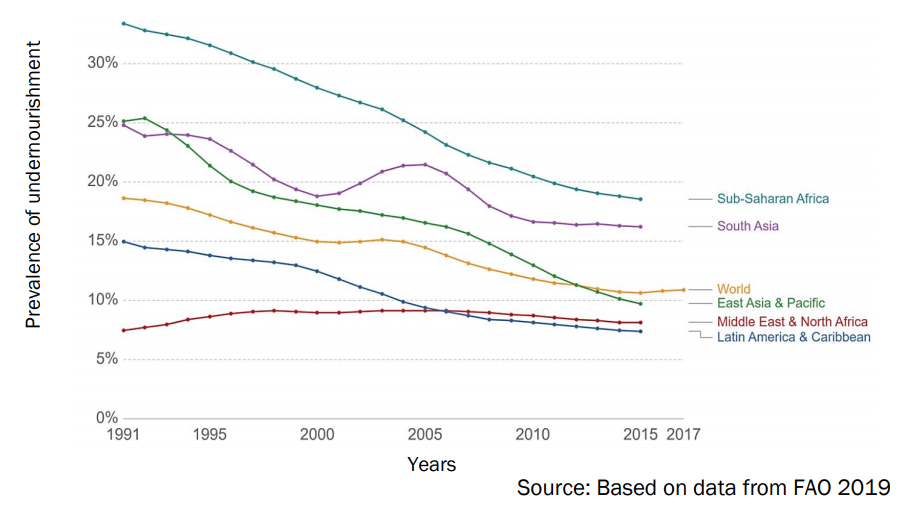 Prevalence of undernourishment
30%
25%
20%
15%
10%
5%
0%
1991 1995 2000 2005 2010 2015 2017
Years
Sub-Saharan Africa
South Asia
World
East Asia & Pacific
Middle East & North Africa
Latin America & Caribbean
Source: Based on data from FAO 2019